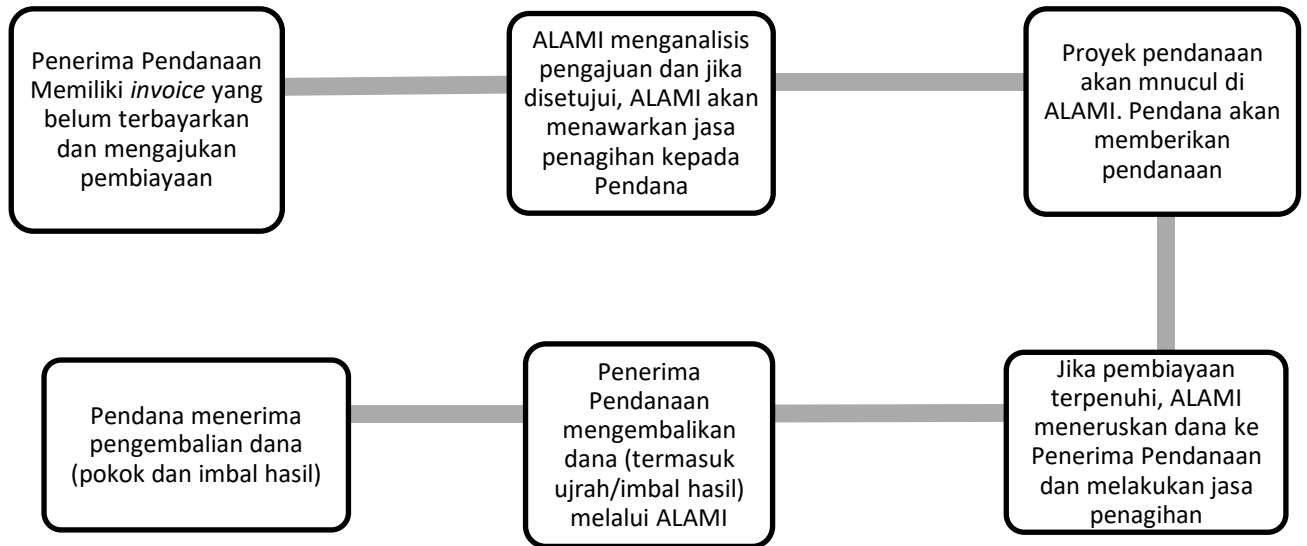 Penerima Pendanaan
Memiliki invoice yang
belum terbayarkan
dan mengajukan
pembiayaan
ALAMI menganalisis
pengajuan dan jika
disetujui, ALAMI akan
menawarkan jasa
penagihan kepada
Pendana
Proyek pendanaan
akan mnucul di
ALAMI. Pendana akan
memberikan
pendanaan
Jika pembiayaan
terpenuhi, ALAMI
meneruskan dana ke
Penerima Pendanaan
dan melakukan jasa
penagihan
Penerima
Pendanaan
mengembalikan
dana (termasuk
ujrah/imbal hasil)
melalui ALAMI
Pendana menerima
pengembalian dana
(pokok dan imbal hasil)